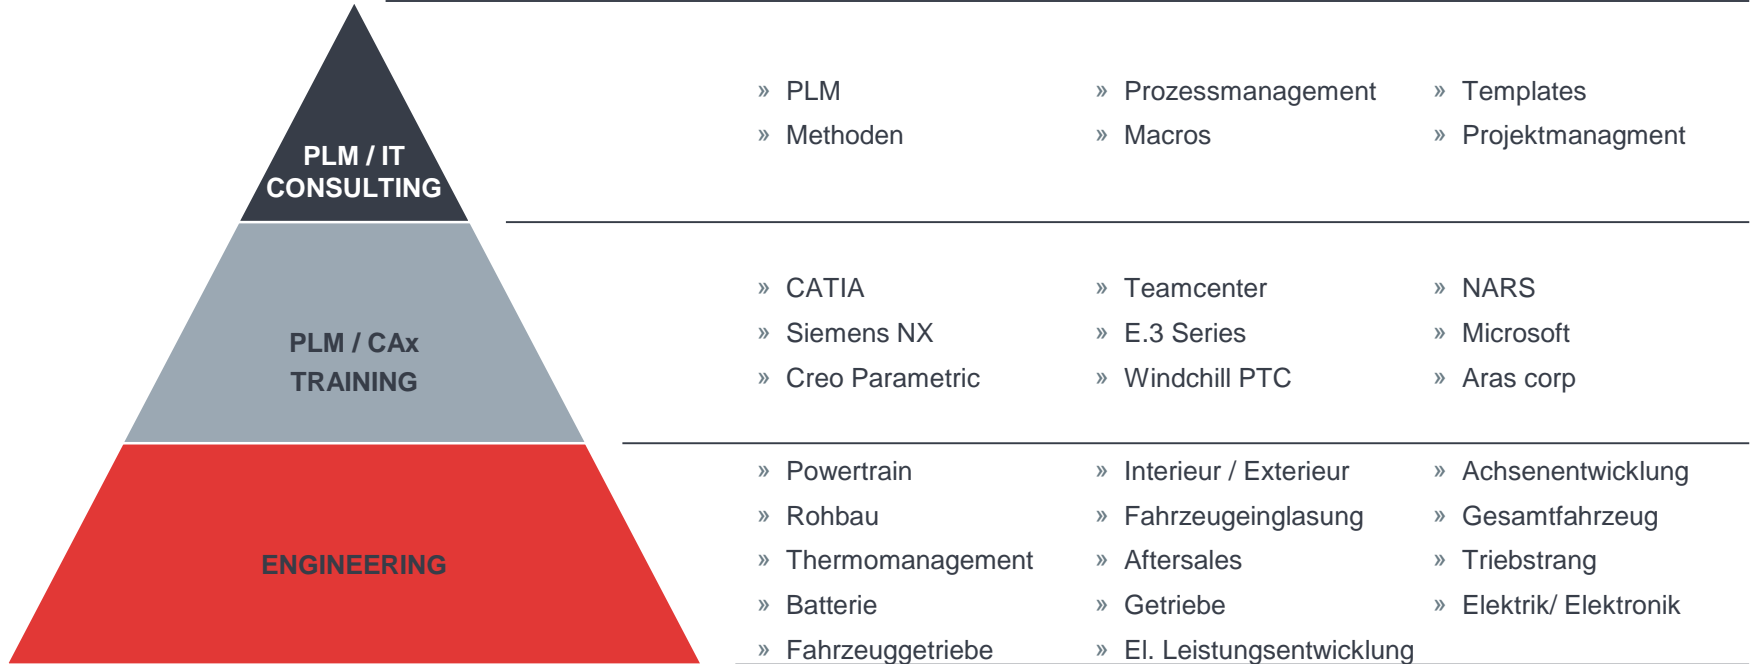 PLM / IT
CONSULTING
» PLM » Prozessmanagement » Templates
» Methoden » Macros » Projektmanagment
PLM / CAx
TRAINING
» CATIA » Teamcenter » NARS
» Siemens NX » E.3 Series » Microsoft
» Creo Parametric » Windchill PTC » Aras corp
ENGINEERING
» Powertrain » Interieur / Exterieur » Achsenentwicklung
» Rohbau » Fahrzeugeinglasung » Gesamtfahrzeug
» Thermomanagement » Aftersales » Triebstrang
» Batterie » Getriebe » Elektrik/ Elektronik
» Fahrzeuggetriebe » El. Leistungsentwicklung